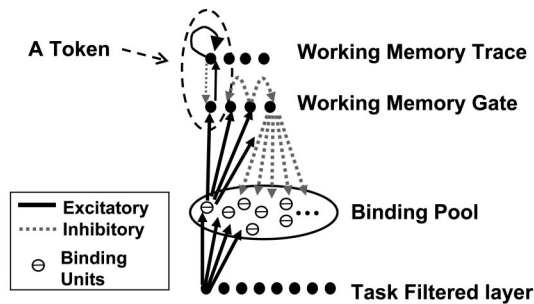 A Token
Working Memory Trace
Working Memory Gate
Excitatory
Inhibitory
Binding
Units
Binding Pool
Task Filtered layer